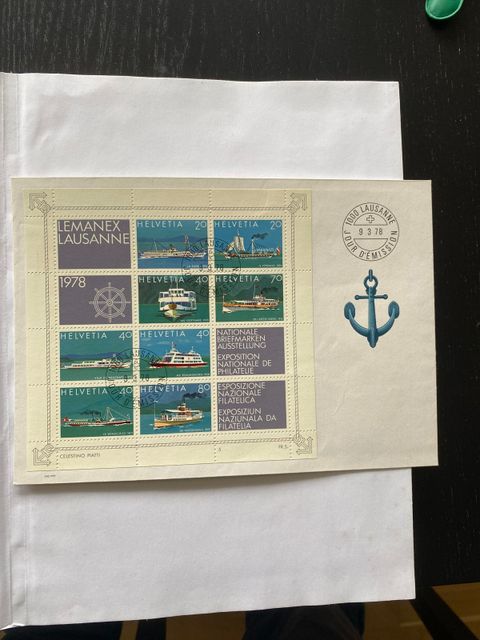 LEMANEX
LAUSANNE
HELVETIA 20
HELVETIA 20
1978
HELVETIA 40
HELVETIA 70
HELVETIA 40
HELVETIA 40
NATIONALE
BRIEFMARKEN
AUSSTELLUNG
EXPOSITION
NATIONALE DE
PHILATELIE
HELVETIA 40
HELVETIA 80
ESPOSIZIONE
NAZIONALE
FILATELICA
EXPOSIZIUN
NAZIUNALA DA
FILATELIA
CELESTINO PIATTI
1000 LAUSANNE
9.3.78
JOUR D'ÉMISSION